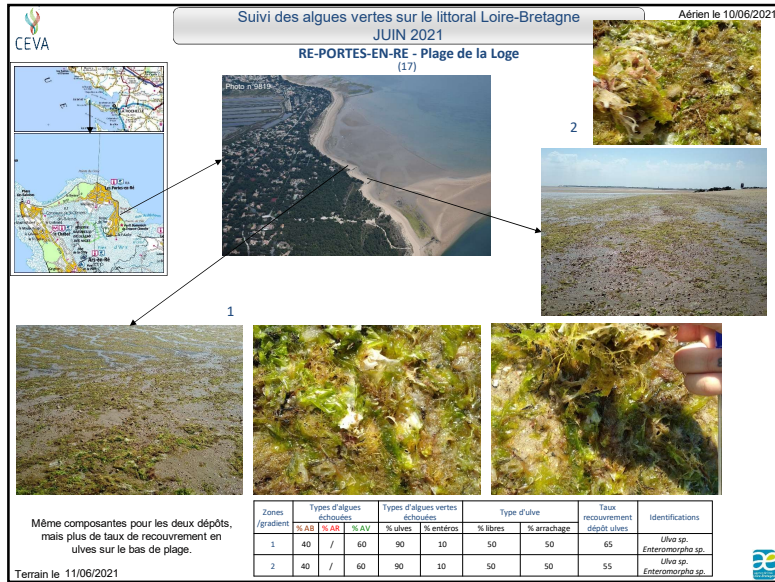 CEVA
Suivi des algues vertes sur le littoral Loire-Bretagne
JUIN 2021
Aérien le 10/06/2021
RE-PORTES-EN-RE - Plage de la Loge
(17)
Photo n°9819
2
1
Même composantes pour les deux dépôts,
mais plus de taux de recouvrement en
ulves sur le bas de plage.
Terrain le 11/06/2021
Zones /gradient | Types d'algues échouées | Types d'algues vertes échouées | Type d'ulve | Taux recouvrement dépôt ulves | Identifications
% AB | % AR | % AV | % ulves | % entéros | % libres | % arrachage
1 | 40 | / | 60 | 90 | 10 | 50 | 50 | 65 | Ulva sp. Enteromorpha sp.
2 | 40 | / | 60 | 90 | 10 | 50 | 50 | 55 | Ulva sp. Enteromorpha sp.